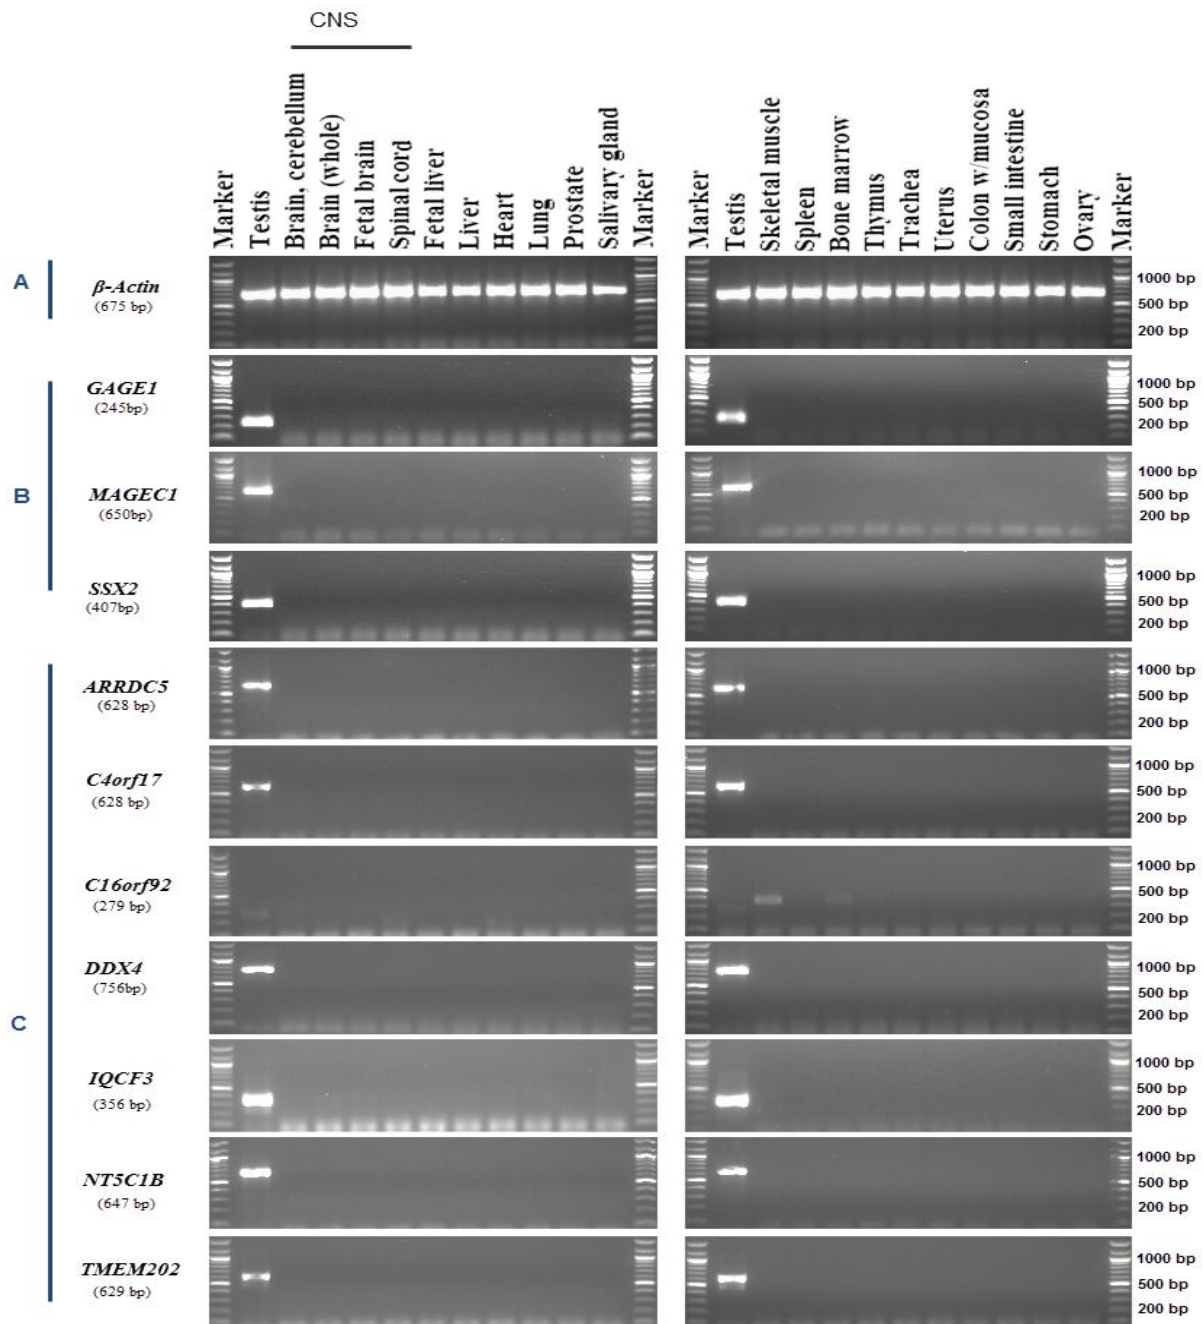 CNS
Marker
Testis
Brain, cerebellum
Brain (whole)
Fetal brain
Spinal cord
Fetal liver
Liver
Heart
Lung
Prostate
Salivary gland
Marker
Marker
Testis
Skeletal muscle
Spleen
Bone marrow
Thymus
Trachea
Uterus
Colon w/mucosa
Small intestine
Stomach
Ovary
Marker
A
β-Actin
(675 bp)
1000 bp
500 bp
200 bp
B
GAGE1
(245bp)
1000 bp
500 bp
200 bp
MAGEC1
(650bp)
1000 bp
500 bp
200 bp
SSX2
(407bp)
1000 bp
500 bp
200 bp
C
ARRDC5
(628 bp)
1000 bp
500 bp
200 bp
C4orf17
(628 bp)
1000 bp
500 bp
200 bp
C16orf92
(279 bp)
1000 bp
500 bp
200 bp
DDX4
(756bp)
1000 bp
500 bp
200 bp
IQCF3
(356 bp)
1000 bp
500 bp
200 bp
NT5C1B
(647 bp)
1000 bp
500 bp
200 bp
TMEM202
(629 bp)
1000 bp
500 bp
200 bp